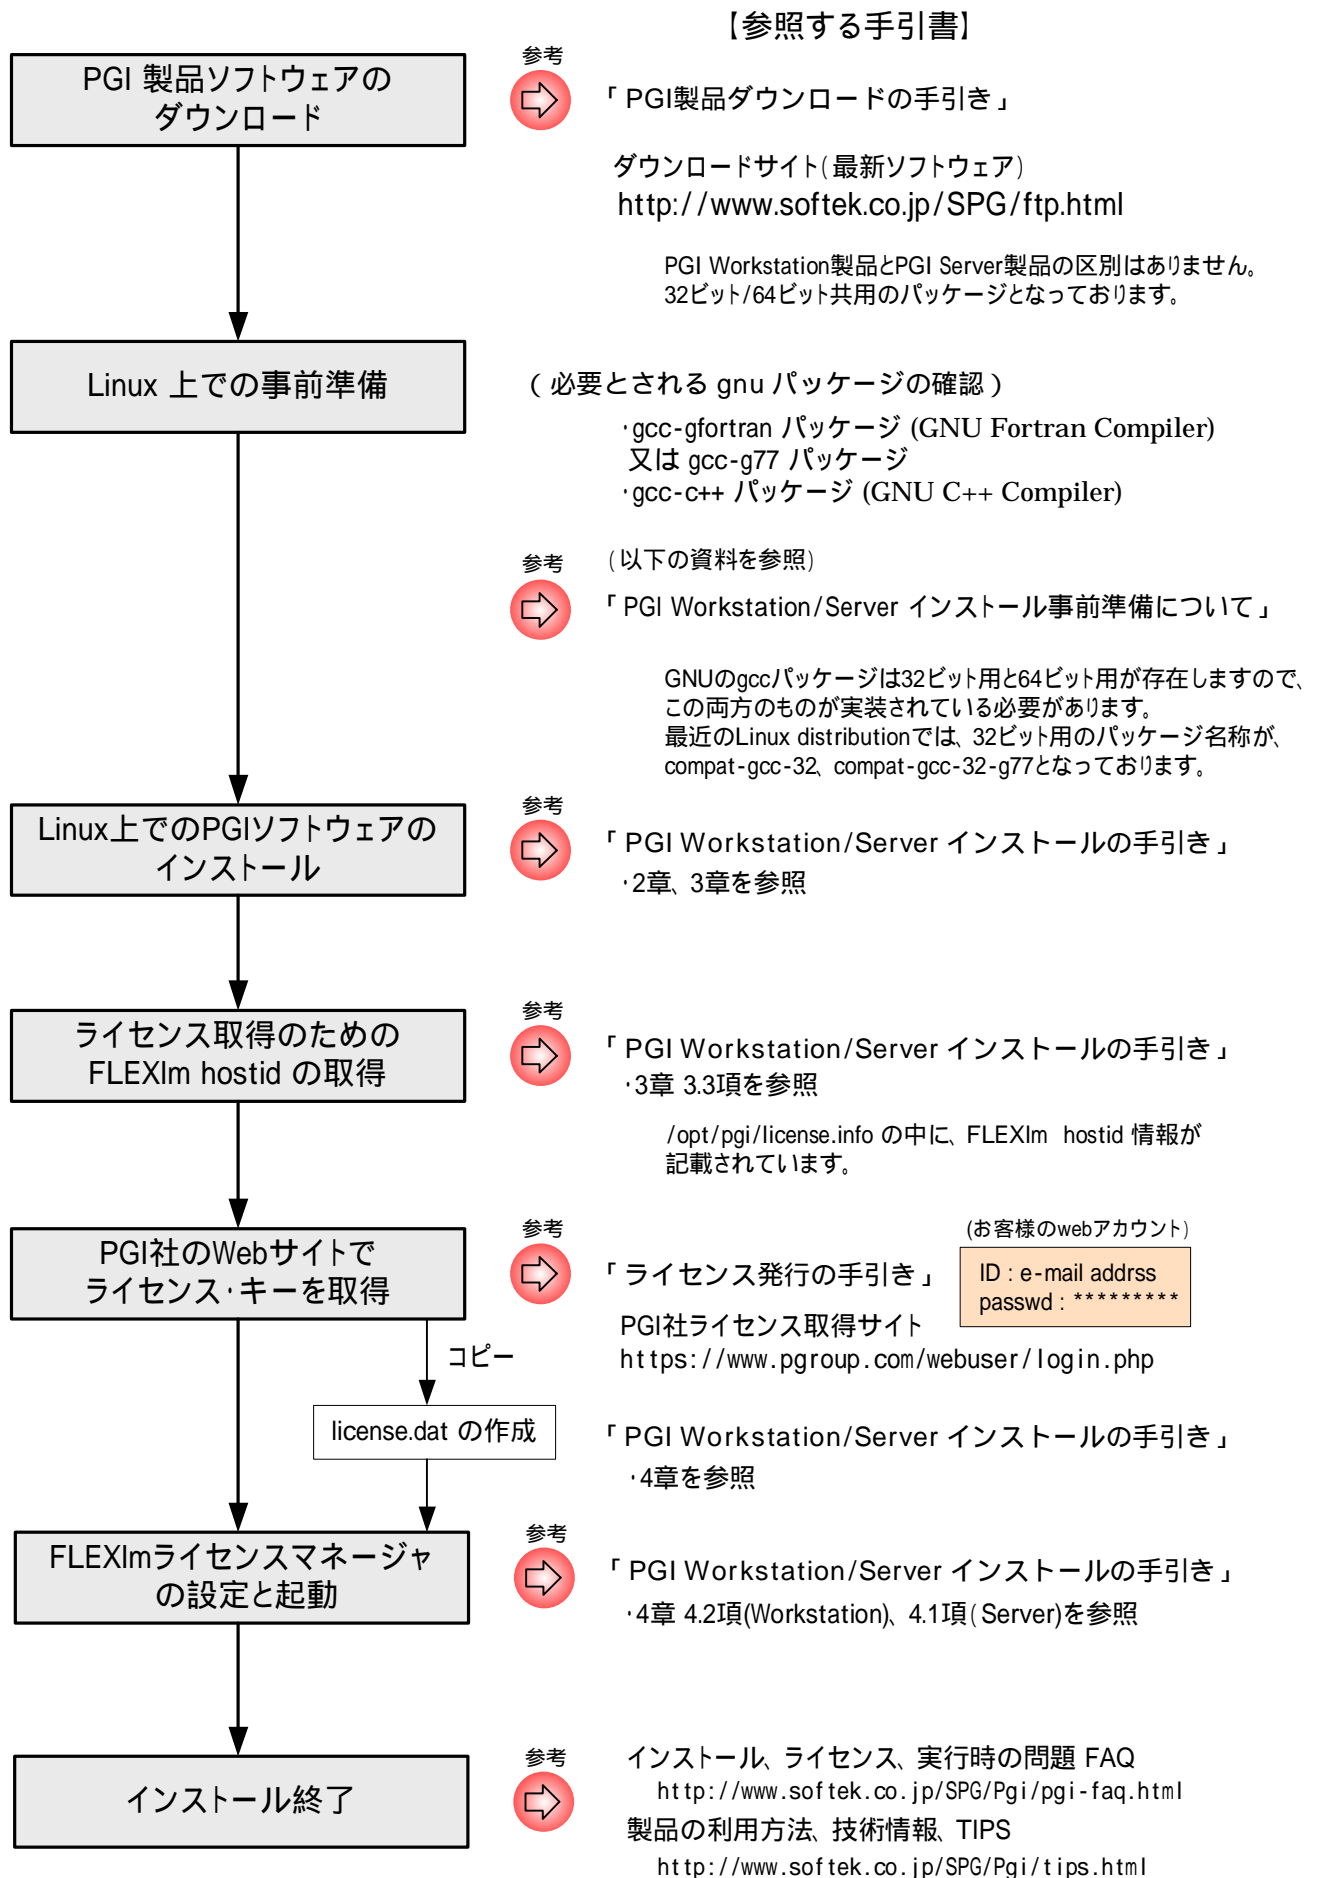 【参照する手引書】
PGI 製品ソフトウェアの
ダウンロード
参考
「PGI製品ダウンロードの手引き」
ダウンロードサイト(最新ソフトウェア)
http://www.softek.co.jp/SPG/ftp.html
PGI Workstation製品とPGI Server製品の区別はありません。
32ビット/64ビット共用のパッケージとなっております。
Linux 上での事前準備
（必要とされる gnu パッケージの確認）
・gcc-gfortran パッケージ (GNU Fortran Compiler)
又は gcc-g77 パッケージ
・gcc-c++ パッケージ (GNU C++ Compiler)
参考
(以下の資料を参照)
「PGI Workstation/Server インストール事前準備について」
GNUのgccパッケージは32ビット用と64ビット用が存在しますので、
この両方のものが実装されている必要があります。
最近のLinux distributionでは、32ビット用のパッケージ名称が、
compat-gcc-32、compat-gcc-32-g77となっております。
Linux上でのPGIソフトウェアの
インストール
参考
「PGI Workstation/Server インストールの手引き」
・2章、3章を参照
ライセンス取得のための
FLEXlm hostid の取得
参考
「PGI Workstation/Server インストールの手引き」
・3章 3.3項を参照
/opt/pgi/license.info の中に、FLEXlm hostid 情報が
記載されています。
PGI社のWebサイトで
ライセンス・キーを取得
参考
「ライセンス発行の手引き」
(お客様のwebアカウント)
ID : e-mail addrss
passwd : *********
PGI社ライセンス取得サイト
https://www.pgroup.com/webuser/login.php
コピー
license.dat の作成
「PGI Workstation/Server インストールの手引き」
・4章を参照
FLEXlmライセンスマネージャ
の設定と起動
参考
「PGI Workstation/Server インストールの手引き」
・4章 4.2項(Workstation)、4.1項(Server)を参照
インストール終了
参考
インストール、ライセンス、実行時の問題 FAQ
http://www.softek.co.jp/SPG/Pgi/pgi-faq.html
製品の利用方法、技術情報、TIPS
http://www.softek.co.jp/SPG/Pgi/tips.html